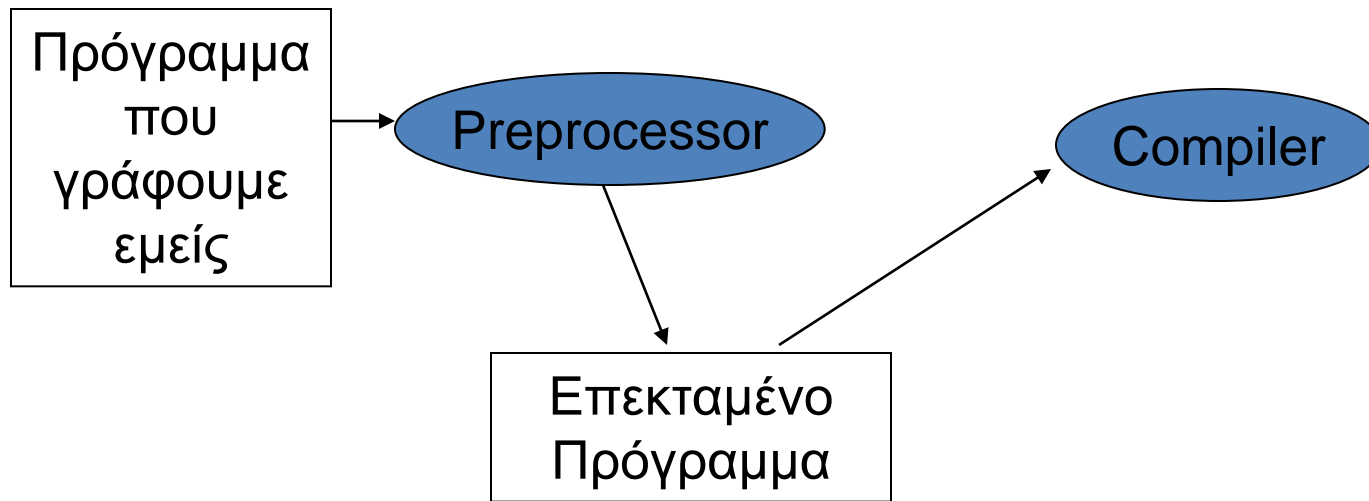 Πρόγραμμα
που
γράφουμε
εμείς
Preprocessor
Compiler
Επεκταμένο
Πρόγραμμα